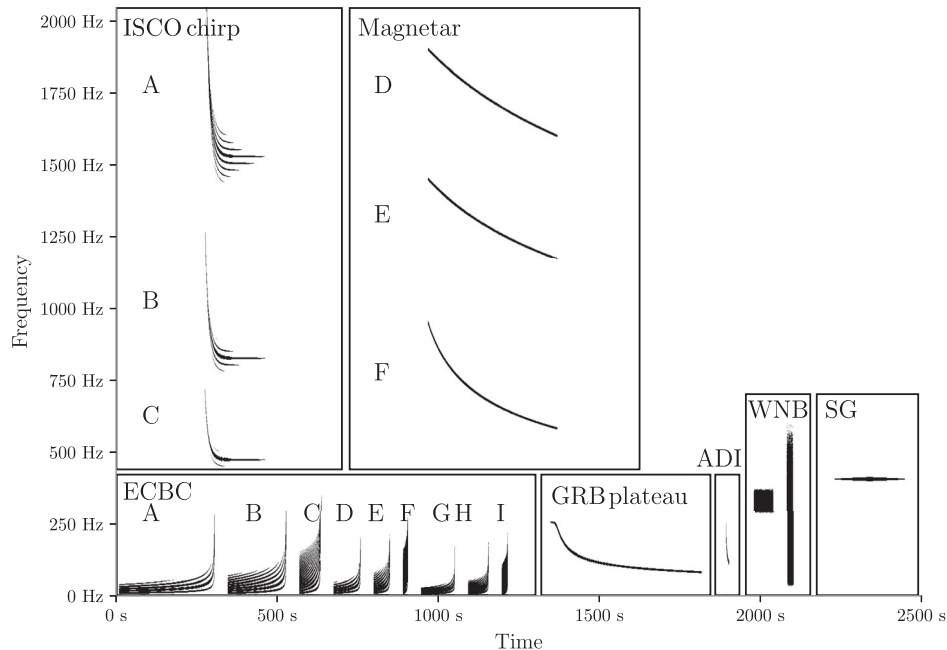 2000 Hz
ISCO chirp
Magnetar
A
D
1750 Hz
1500 Hz
E
1250 Hz
B
1000 Hz
F
750 Hz
C
500 Hz
WNB
SG
ADI
ECBC
GRB plateau
A
B
C
D
E
F
G
H
I
250 Hz
0 Hz
0 s
500 s
1000 s
1500 s
2000 s
2500 s
Time
Frequency